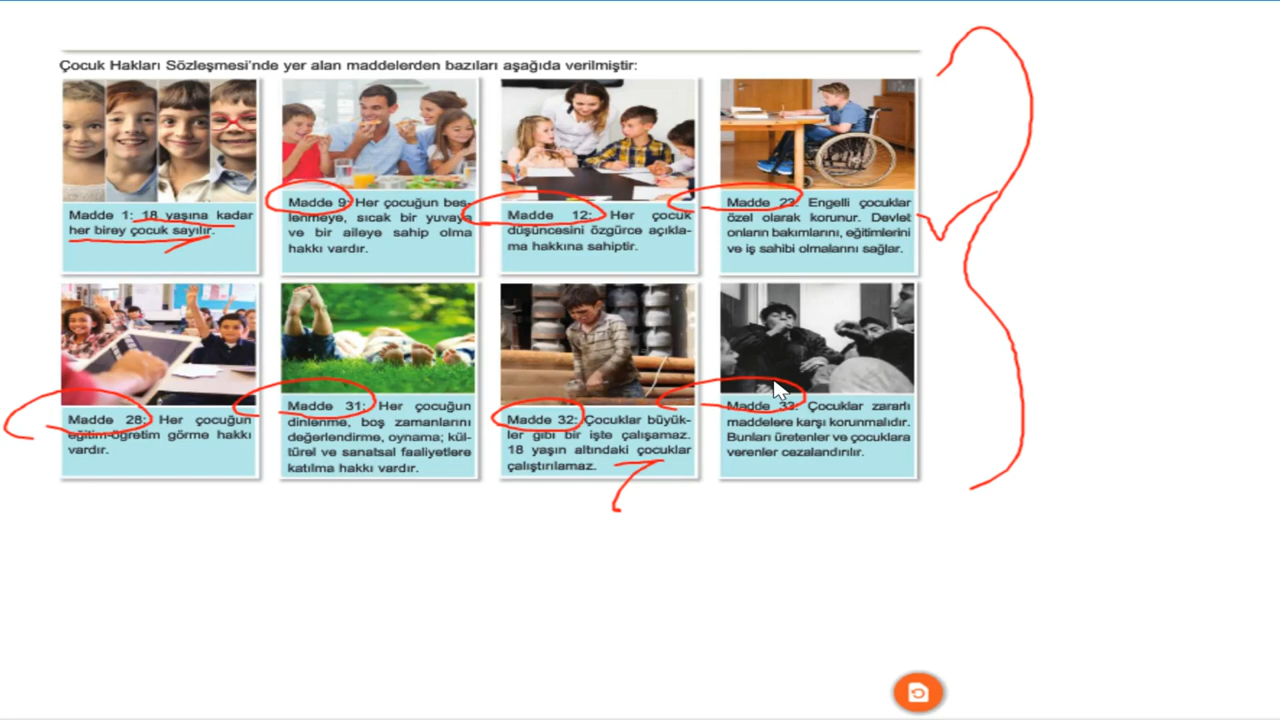 Çocuk Hakları Sözleşmesi'nde yer alan maddelerden bazıları aşağıda verilmiştir:
Madde 1: 18 yaşına kadar
her birey çocuk sayılır.
Madde 9: Her çocuğun bes-
lenmeye, sıcak bir yuvaya
ve bir aileye sahip olma
hakkı vardır.
Madde 12: Her çocuk
düşüncesini özgürce açıkla-
ma hakkına sahiptir.
Madde 23: Engelli çocuklar
özel olarak korunur. Devlet
onların bakımlarını, eğitimlerini
ve iş sahibi olmalarını sağlar.
Madde 28: Her çocuğun
eğitim-öğretim görme hakkı
vardır.
Madde 31: Her çocuğun
dinlenme, boş zamanlarını
değerlendirme, oynama; kül-
türel ve sanatsal faaliyetlere
katılma hakkı vardır.
Madde 32: Çocuklar büyük-
ler gibi bir işte çalışamaz.
18 yaşın altındaki çocuklar
çalıştırılamaz.
Madde 33: Çocuklar zararlı
maddelere karşı korunmalıdır.
Bunları üretenler ve çocuklara
verenler cezalandırılır.